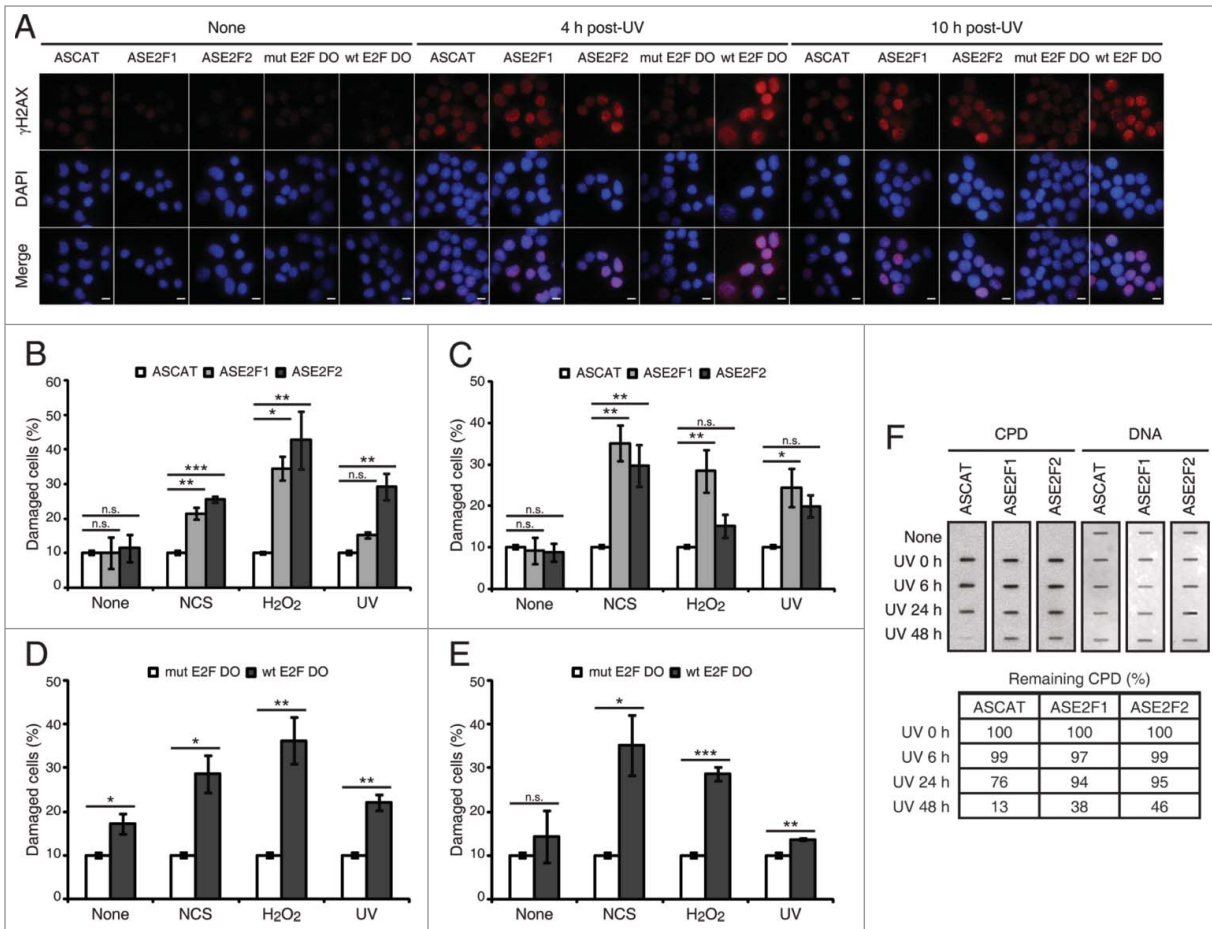 A
None
4 h post-UV
10 h post-UV
ASCAT ASE2F1 ASE2F2 mut E2F DO wt E2F DO ASCAT ASE2F1 ASE2F2 mut E2F DO wt E2F DO ASCAT ASE2F1 ASE2F2 mut E2F DO wt E2F DO
γH2AX
DAPI
Merge
B
ASCAT ASE2F1 ASE2F2
Damaged cells (%)
60
50
40
30
20
10
0
n.s.
n.s.
***
**
**
*
**
n.s.
None NCS H2O2 UV
C
ASCAT ASE2F1 ASE2F2
Damaged cells (%)
50
40
30
20
10
0
n.s.
n.s.
**
**
n.s.
**
n.s.
*
None NCS H2O2 UV
D
mut E2F DO wt E2F DO
Damaged cells (%)
50
40
30
20
10
0
*
*
**
**
None NCS H2O2 UV
E
mut E2F DO wt E2F DO
Damaged cells (%)
50
40
30
20
10
0
n.s.
*
***
**
None NCS H2O2 UV
F
CPD DNA
ASCAT ASE2F1 ASE2F2 ASCAT ASE2F1 ASE2F2
None
UV 0 h
UV 6 h
UV 24 h
UV 48 h
Remaining CPD (%)
ASCAT ASE2F1 ASE2F2
UV 0 h 100 100 100
UV 6 h 99 97 99
UV 24 h 76 94 95
UV 48 h 13 38 46